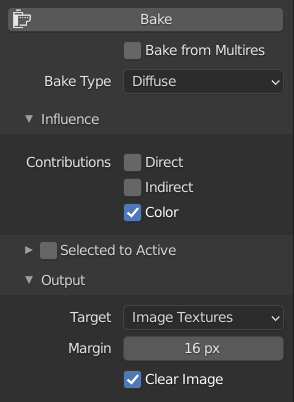 Bake
Bake from Multires
Bake Type Diffuse
Influence
Contributions Direct
Indirect
Color
Selected to Active
Output
Target Image Textures
Margin 16 px
Clear Image